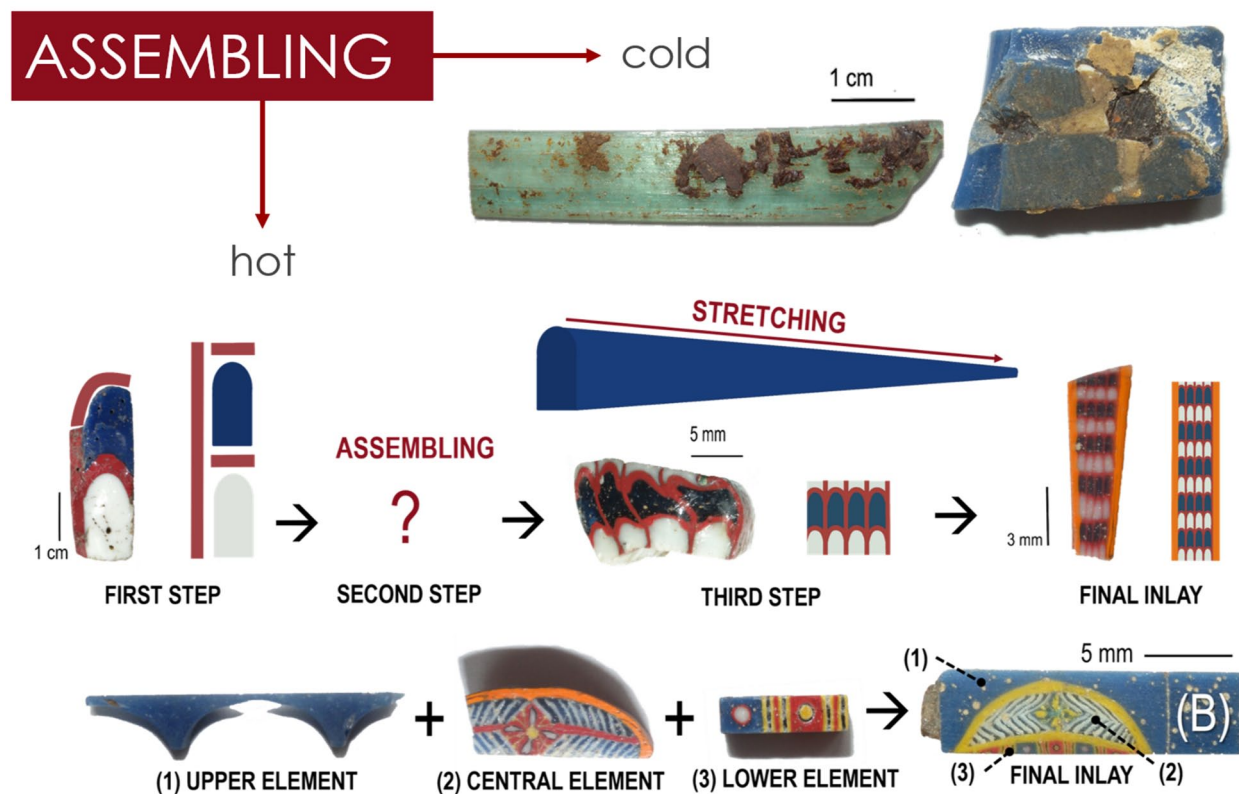 ASSEMBLING
cold
1 cm
hot
STRETCHING
ASSEMBLING
?
5 mm
1 cm
3 mm
FIRST STEP
SECOND STEP
THIRD STEP
FINAL INLAY
(1)
5 mm
(B)
+
+
(1) UPPER ELEMENT
(2) CENTRAL ELEMENT
(3) LOWER ELEMENT
(3)
FINAL INLAY
(2)